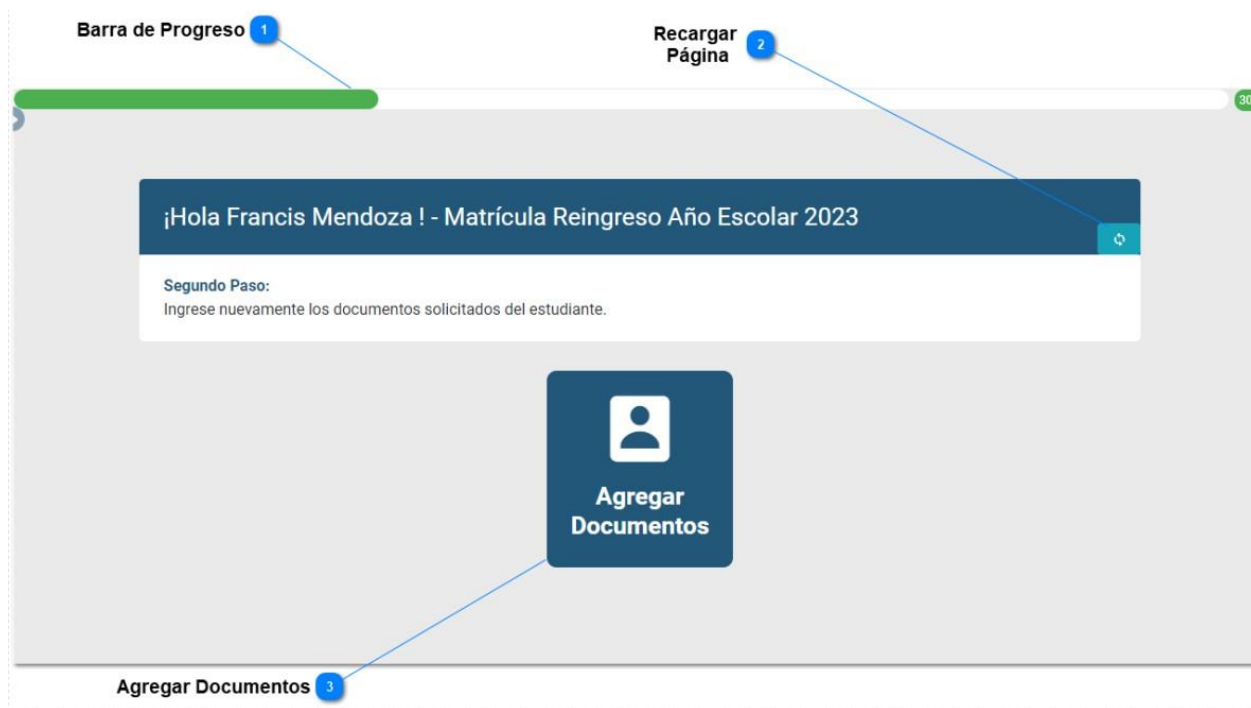 Barra de Progreso 1
Recargar 2
Página
30
¡Hola Francis Mendoza ! - Matrícula Reingreso Año Escolar 2023
Segundo Paso:
Ingrese nuevamente los documentos solicitados del estudiante.
Agregar
Documentos
Agregar Documentos 3